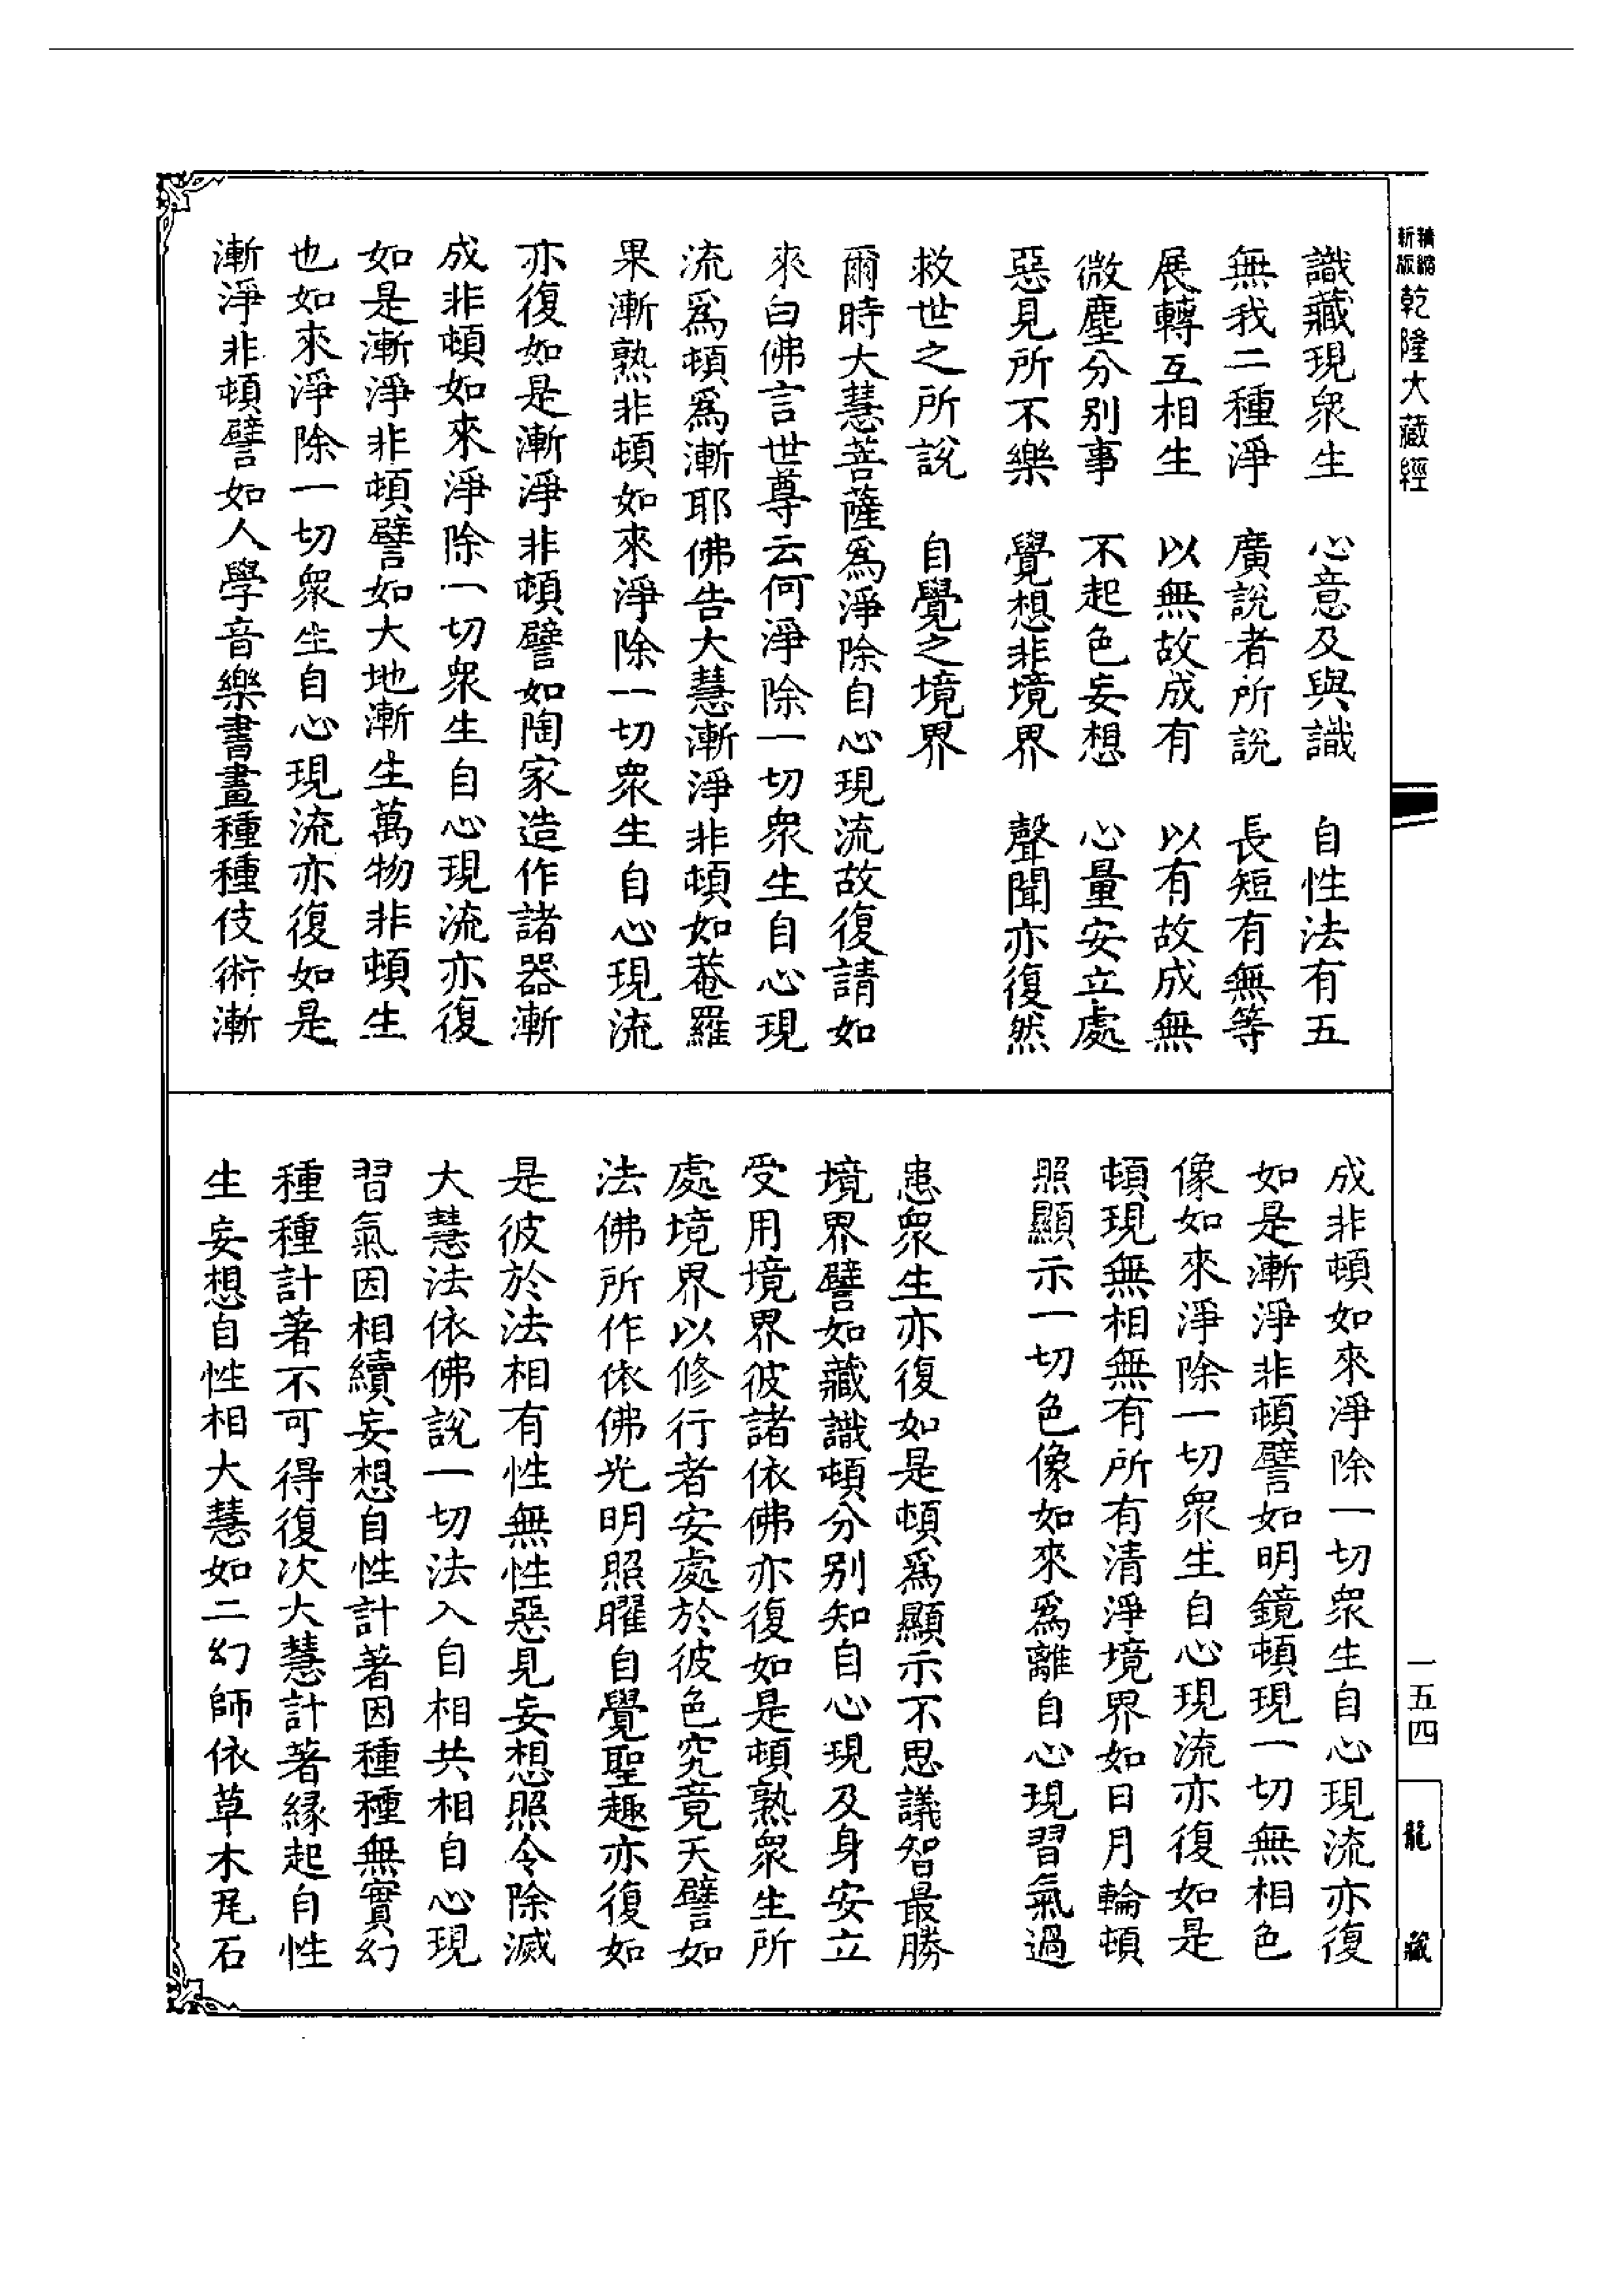 精縮
新版
乾隆大藏經
識藏現衆生　心意及與識　自性法有五
無我二種淨　廣說者所說　長短有無等
展轉互相生　以無故成有　以有故成無
微塵分別事　不起色妄想　心量安立處
惡見所不樂　覺想非境界　聲聞亦復然
救世之所說　自覺之境界
爾時大慧菩薩爲淨除自心現流故復請如
來白佛言世尊云何淨除一切衆生自心現
流爲頓爲漸耶佛告大慧漸淨非頓如菴羅
果漸熟非頓如來淨除一切衆生自心現流
亦復如是漸淨非頓譬如陶家造作諸器漸
成非頓如來淨除一切衆生自心現流亦復
如是漸淨非頓譬如大地漸生萬物非頓生
也如來淨除一切衆生自心現流亦復如是
漸淨非頓譬如人學音樂書畫種種伎術漸
成非頓如來淨除一切衆生自心現流亦復
如是漸淨非頓譬如明鏡頓現一切無相色
像如來淨除一切衆生自心現流亦復如是
頓現無相無有所有清淨境界如日月輪頓
照顯示一切色像如來爲離自心現習氣過
患衆生亦復如是頓爲顯示不思議智最勝
境界譬如藏識頓分別知自心現及身安立
受用境界彼諸依佛亦復如是頓熟衆生所
處境界以修行者安處於彼色究竟天譬如
法佛所作依佛光明照曜自覺聖趣亦復如
是彼於法相有性無性惡見妄想照令除滅
大慧法依佛說一切法入自相共相自心現
習氣因相續妄想自性計著因種種無實幻
種種計著不可得復次大慧計著緣起自性
生妄想自性相大慧如二幻師依草木瓦石
一五四
龍藏